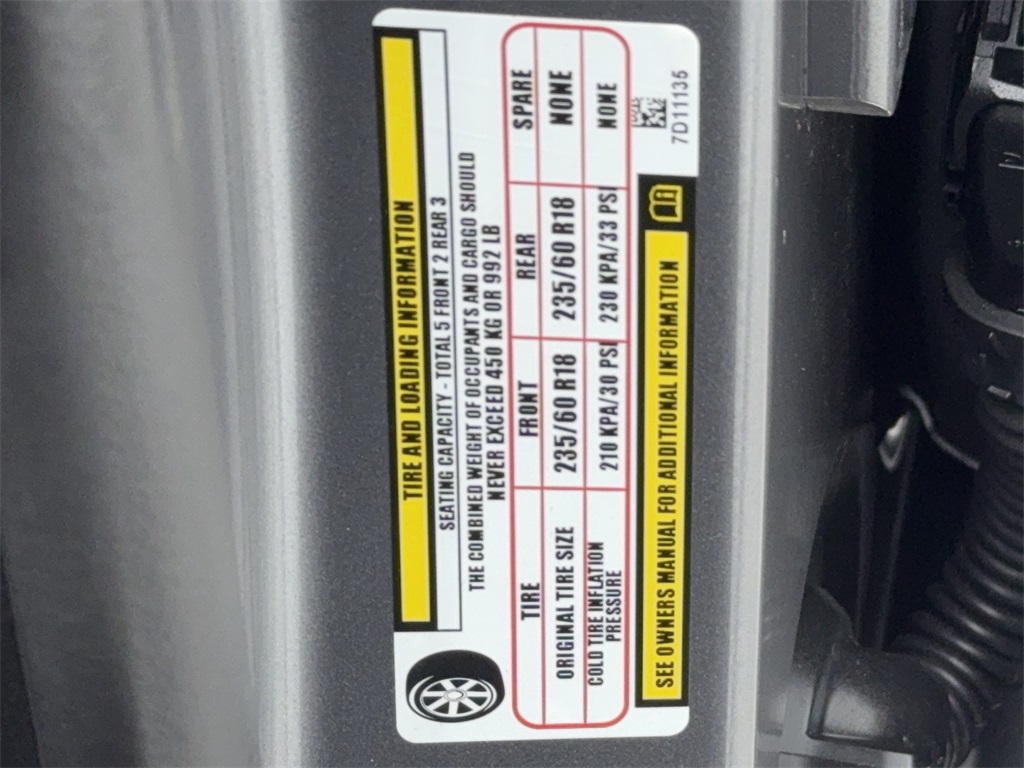 TIRE AND LOADING INFORMATION
SEATING CAPACITY - TOTAL 5 FRONT 2 REAR 3
THE COMBINED WEIGHT OF OCCUPANTS AND CARGO SHOULD
NEVER EXCEED 450 KG OR 992 LB
TIRE FRONT REAR SPARE
ORIGINAL TIRE SIZE 235/60 R18 235/60 R18 NONE
COLD TIRE INFLATION
PRESSURE 210 KPA/30 PSI 230 KPA/33 PSI NONE
SEE OWNERS MANUAL FOR ADDITIONAL INFORMATION
7D11135